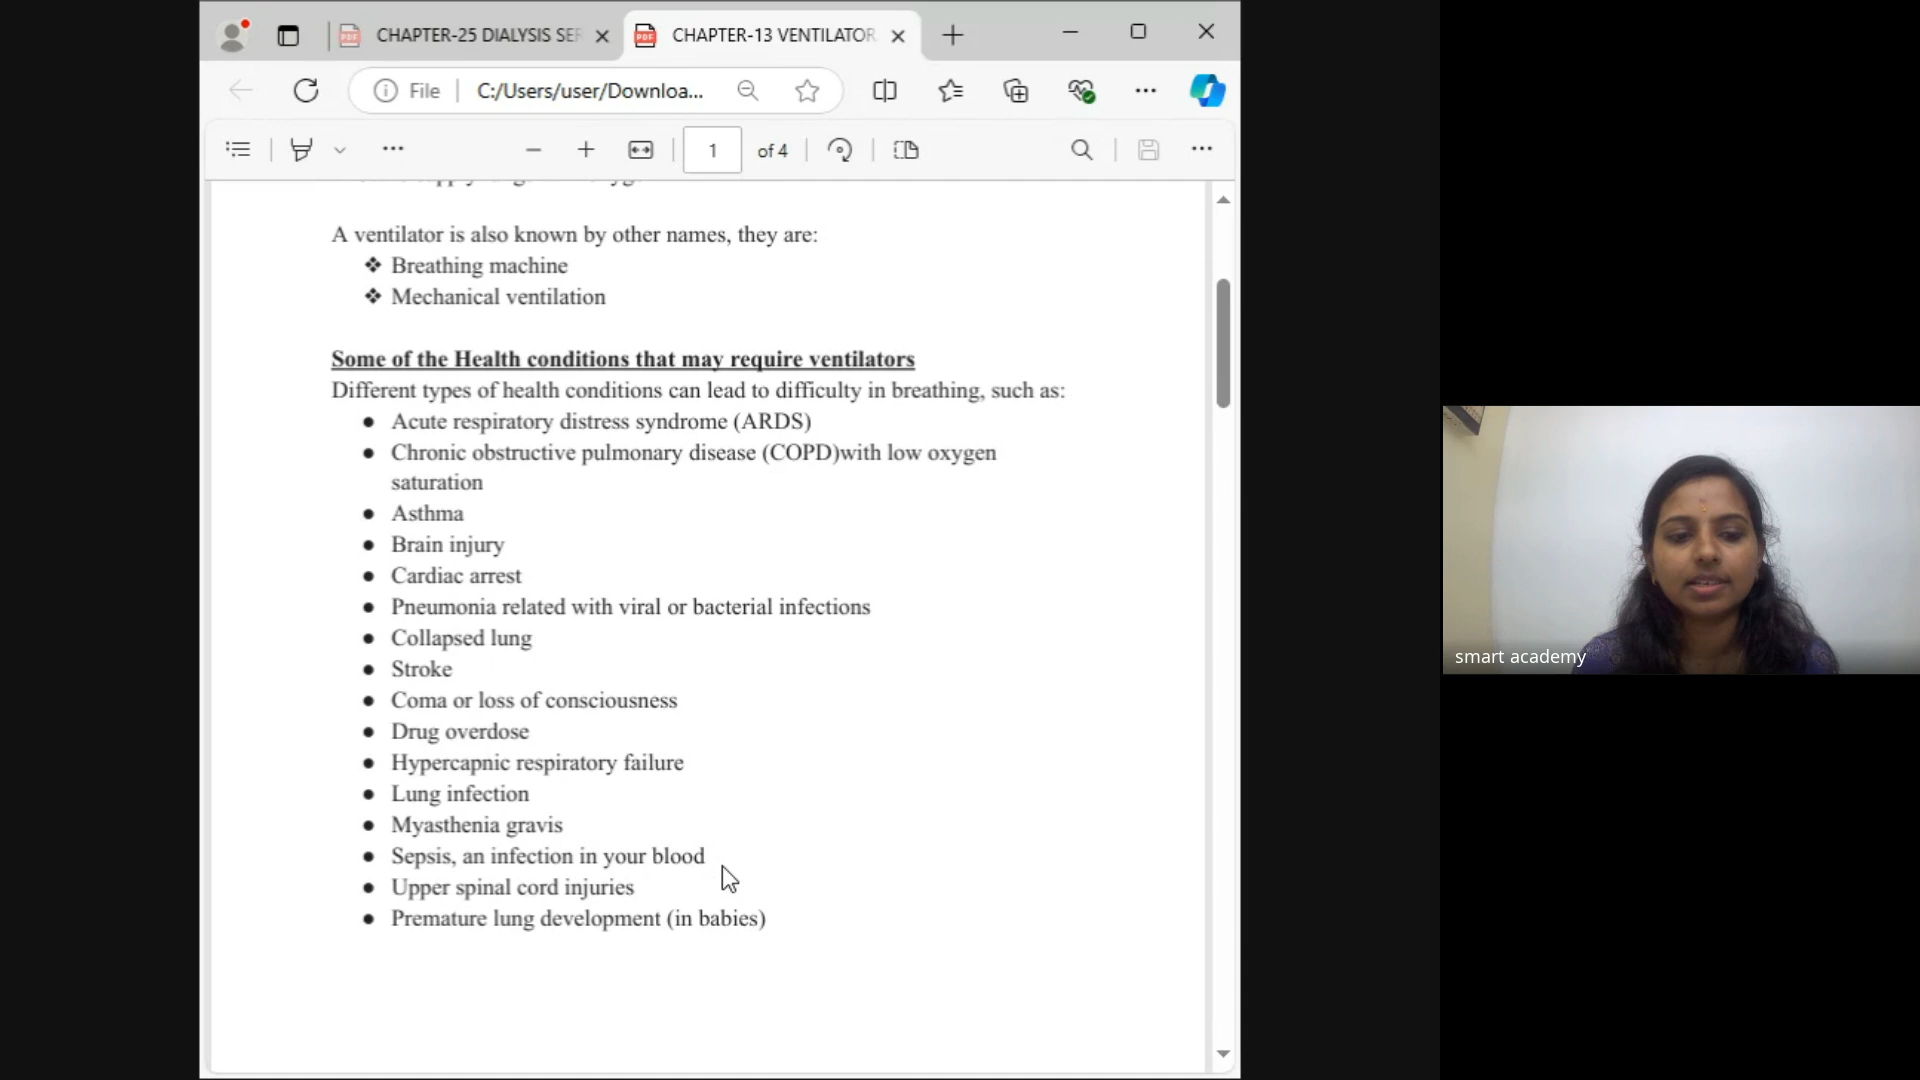 CHAPTER-25 DIALYSIS SER
CHAPTER-13 VENTILATOR
File
C:/Users/user/Downloa...
1 of 4
A ventilator is also known by other names, they are:
❖ Breathing machine
❖ Mechanical ventilation
Some of the Health conditions that may require ventilators
Different types of health conditions can lead to difficulty in breathing, such as:
● Acute respiratory distress syndrome (ARDS)
● Chronic obstructive pulmonary disease (COPD)with low oxygen
saturation
● Asthma
● Brain injury
● Cardiac arrest
● Pneumonia related with viral or bacterial infections
● Collapsed lung
● Stroke
● Coma or loss of consciousness
● Drug overdose
● Hypercapnic respiratory failure
● Lung infection
● Myasthenia gravis
● Sepsis, an infection in your blood
● Upper spinal cord injuries
● Premature lung development (in babies)
smart academy